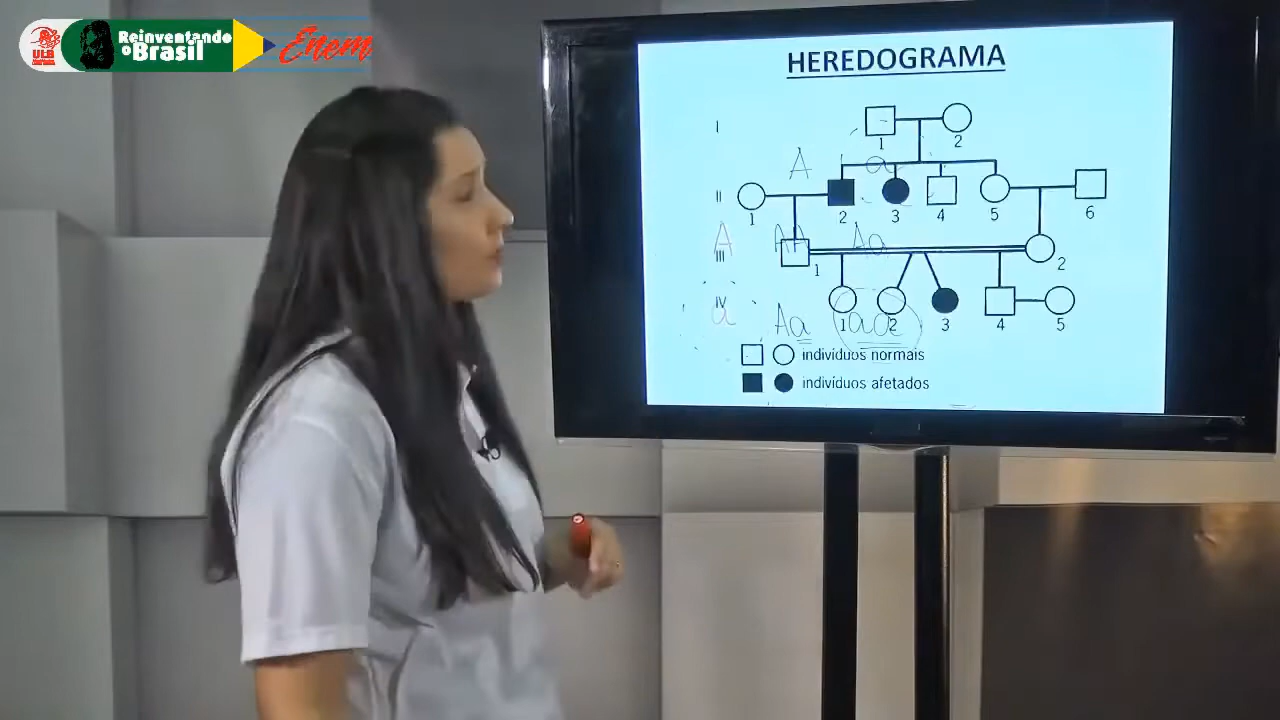 ULB
Reinventando
o Brasil
Enem
HEREDOGRAMA
I
1 2
A a
II
1 2 3 4 5 6
A AA Aa
III
1 2
IV
a Aa aa
1 2 3 4 5
indivíduos normais
indivíduos afetados